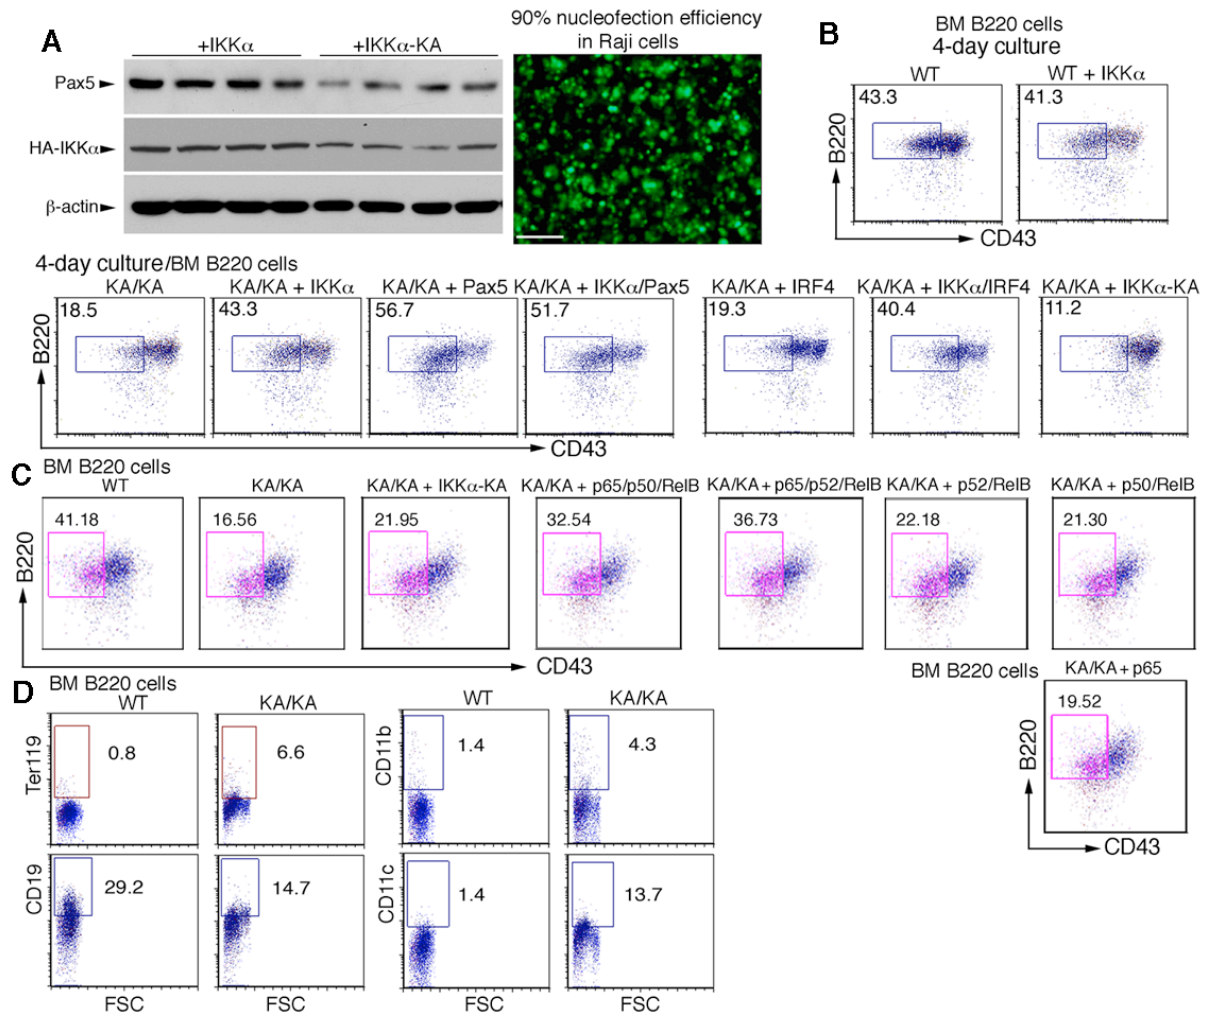 A
+IKKα
+IKKα-KA
Pax5
HA-IKKα
β-actin
90% nucleofection efficiency
in Raji cells
B
BM B220 cells
4-day culture
WT
WT + IKKα
43.3
41.3
B220
CD43
4-day culture/BM B220 cells
KA/KA
KA/KA + IKKα
KA/KA + Pax5
KA/KA + IKKα/Pax5
KA/KA + IRF4
KA/KA + IKKα/IRF4
KA/KA + IKKα-KA
18.5
43.3
56.7
51.7
19.3
40.4
11.2
B220
CD43
C
BM B220 cells
WT
KA/KA
KA/KA + IKKα-KA
KA/KA + p65/p50/RelB
KA/KA + p65/p52/RelB
KA/KA + p52/RelB
KA/KA + p50/RelB
41.18
16.56
21.95
32.54
36.73
22.18
21.30
B220
CD43
BM B220 cells
KA/KA + p65
19.52
B220
CD43
D
BM B220 cells
WT
KA/KA
WT
KA/KA
Ter119
0.8
6.6
CD11b
1.4
4.3
CD19
29.2
14.7
CD11c
1.4
13.7
FSC
FSC
FSC
FSC